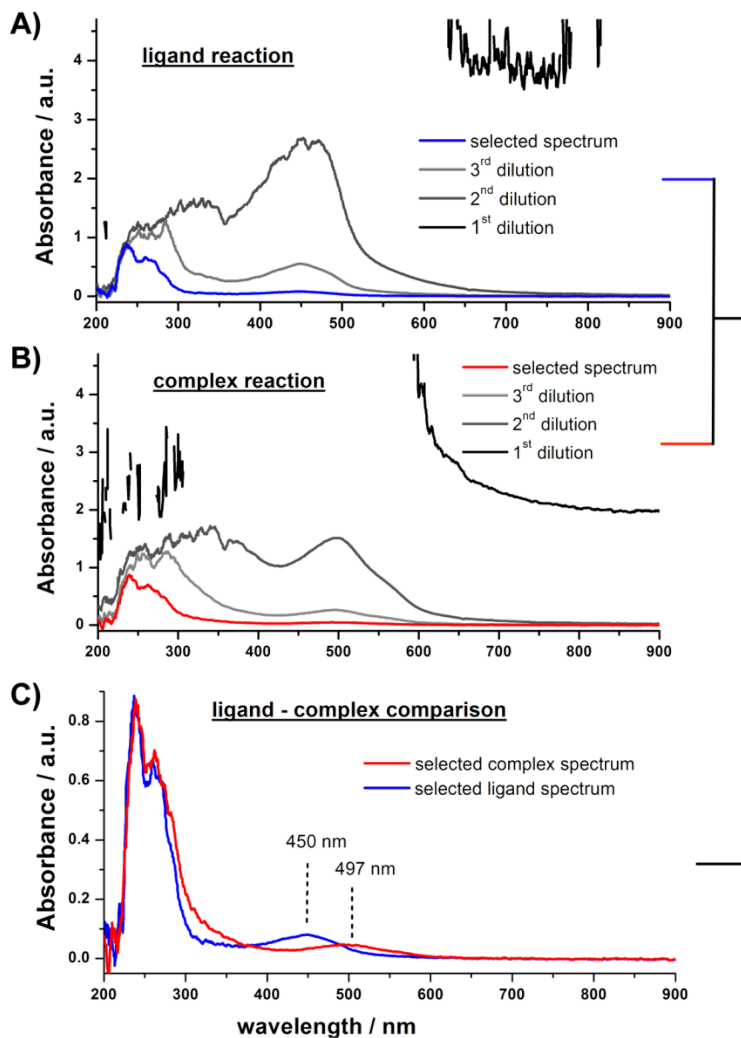 A)
ligand reaction
selected spectrum
3rd dilution
2nd dilution
1st dilution
Absorbance / a.u.
4
3
2
1
0
200 300 400 500 600 700 800 900
B)
complex reaction
selected spectrum
3rd dilution
2nd dilution
1st dilution
Absorbance / a.u.
4
3
2
1
0
200 300 400 500 600 700 800 900
C)
ligand - complex comparison
selected complex spectrum
selected ligand spectrum
450 nm
497 nm
Absorbance / a.u.
0.8
0.6
0.4
0.2
0.0
200 300 400 500 600 700 800 900
wavelength / nm